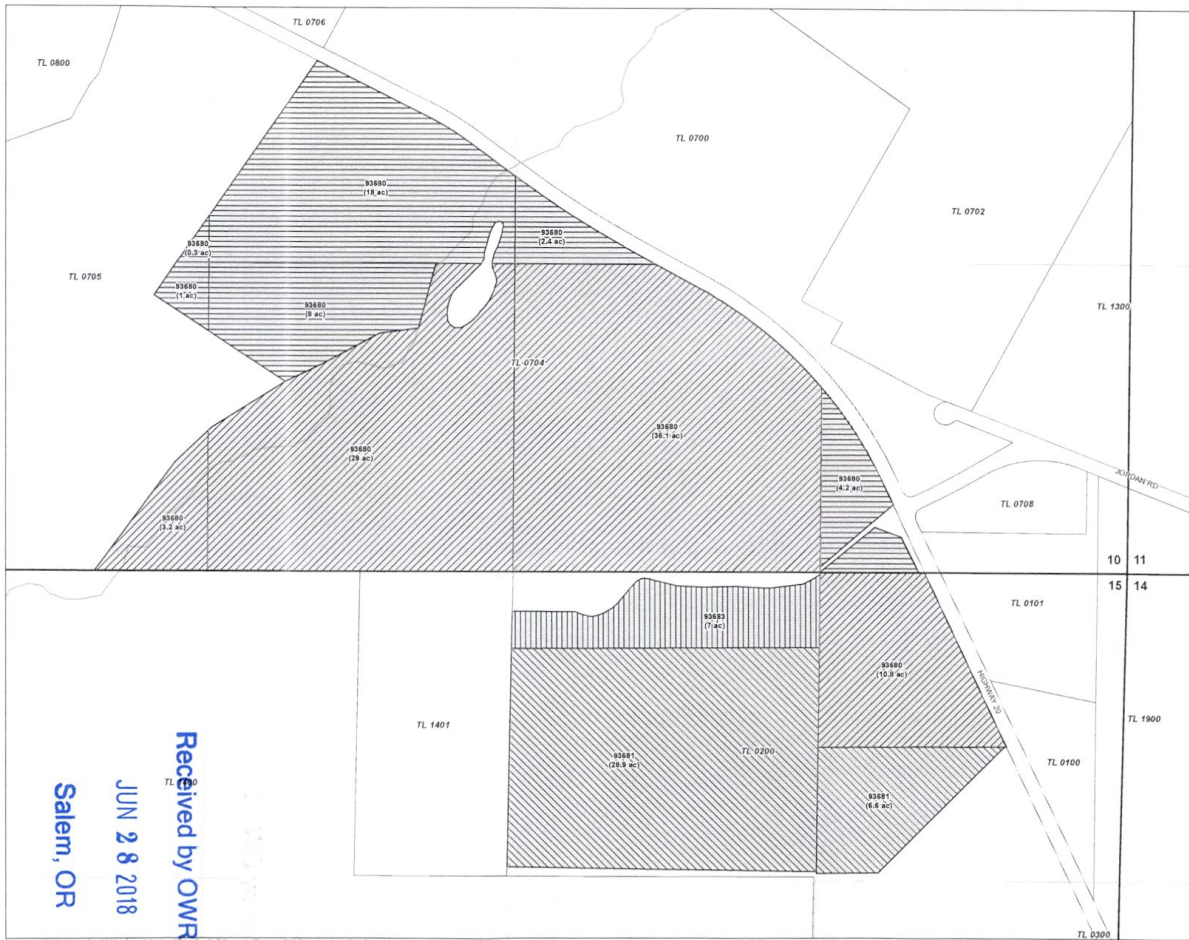 TL 0706
TL 0800
TL 0700
93680
(18 ac)
TL 0702
93680
(2.4 ac)
93680
(0.3 ac)
TL 0705
93680
(1 ac)
93680
(8 ac)
TL 1300
TL 0704
93680
(36.1 ac)
93680
(29 ac)
93680
(4.2 ac)
JORDAN RD
TL 0708
93680
(3.2 ac)
10 11
15 14
TL 0101
93683
(7 ac)
93680
(10.8 ac)
HIGHWAY 20
TL 1401
TL 1900
TL 0200
93681
(28.9 ac)
TL 0100
93681
(6.6 ac)
TL 1400
Received by OWR
JUN 28 2018
Salem, OR
TL 0300